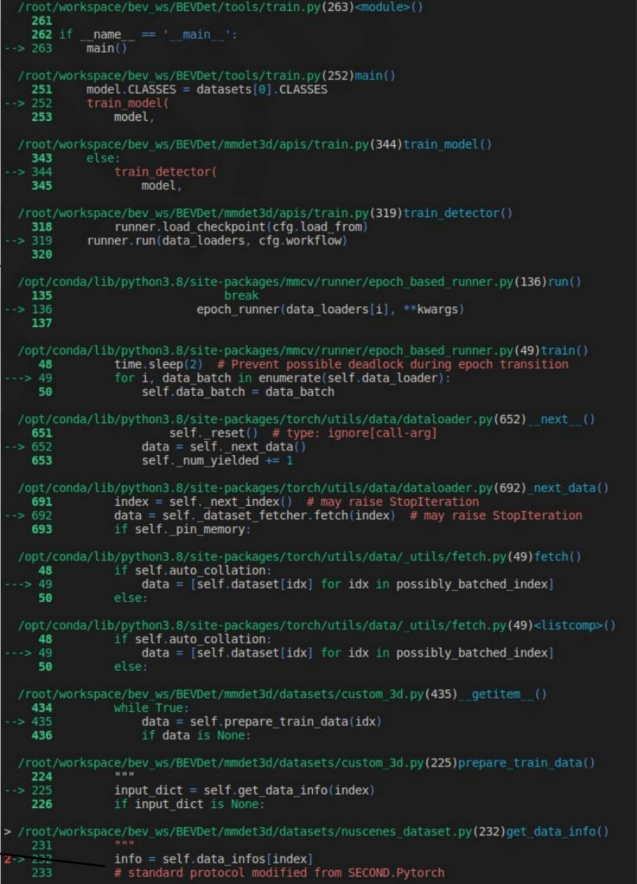 /root/workspace/bev_ws/BEVDet/tools/train.py(263)<module>()
261
262 if __name__ == '__main__':
--> 263     main()
/root/workspace/bev_ws/BEVDet/tools/train.py(252)main()
251     model.CLASSES = datasets[0].CLASSES
--> 252     train_model(
253         model,
/root/workspace/bev_ws/BEVDet/mmdet3d/apis/train.py(344)train_model()
343     else:
--> 344         train_detector(
345             model,
/root/workspace/bev_ws/BEVDet/mmdet3d/apis/train.py(319)train_detector()
318         runner.load_checkpoint(cfg.load_from)
--> 319     runner.run(data_loaders, cfg.workflow)
320
/opt/conda/lib/python3.8/site-packages/mmcv/runner/epoch_based_runner.py(136)run()
135                         break
--> 136                     epoch_runner(data_loaders[i], **kwargs)
137
/opt/conda/lib/python3.8/site-packages/mmcv/runner/epoch_based_runner.py(49)train()
48         time.sleep(2)  # Prevent possible deadlock during epoch transition
---> 49         for i, data_batch in enumerate(self.data_loader):
50             self.data_batch = data_batch
/opt/conda/lib/python3.8/site-packages/torch/utils/data/dataloader.py(652)__next__()
651                 self._reset()  # type: ignore[call-arg]
--> 652             data = self._next_data()
653             self._num_yielded += 1
/opt/conda/lib/python3.8/site-packages/torch/utils/data/dataloader.py(692)_next_data()
691         index = self._next_index()  # may raise StopIteration
--> 692         data = self._dataset_fetcher.fetch(index)  # may raise StopIteration
693         if self._pin_memory:
/opt/conda/lib/python3.8/site-packages/torch/utils/data/_utils/fetch.py(49)fetch()
48         if self.auto_collation:
---> 49             data = [self.dataset[idx] for idx in possibly_batched_index]
50         else:
/opt/conda/lib/python3.8/site-packages/torch/utils/data/_utils/fetch.py(49)<listcomp>()
48         if self.auto_collation:
---> 49             data = [self.dataset[idx] for idx in possibly_batched_index]
50         else:
/root/workspace/bev_ws/BEVDet/mmdet3d/datasets/custom_3d.py(435)__getitem__()
434         while True:
--> 435             data = self.prepare_train_data(idx)
436             if data is None:
/root/workspace/bev_ws/BEVDet/mmdet3d/datasets/custom_3d.py(225)prepare_train_data()
224         """
--> 225         input_dict = self.get_data_info(index)
226         if input_dict is None:
> /root/workspace/bev_ws/BEVDet/mmdet3d/datasets/nuscenes_dataset.py(232)get_data_info()
231         """
2-> 232         info = self.data_infos[index]
233         # standard protocol modified from SECOND.Pytorch